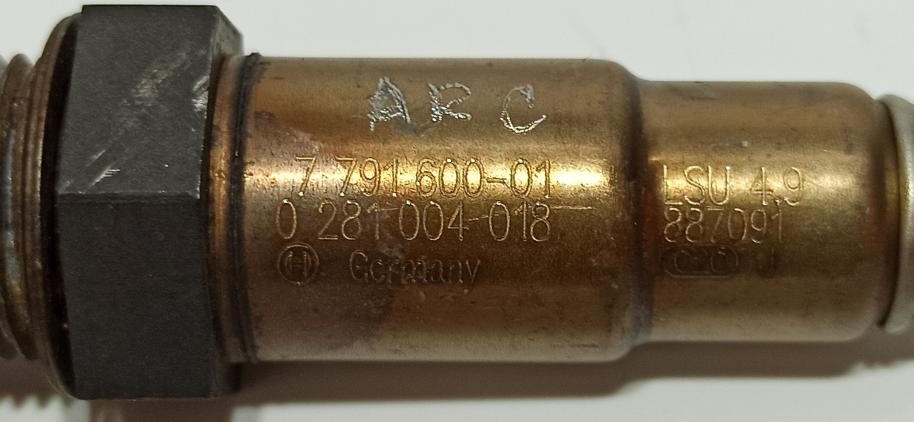 ARC
7 791 600-01
0 281 004 018
Germany
LSU 4.9
887091